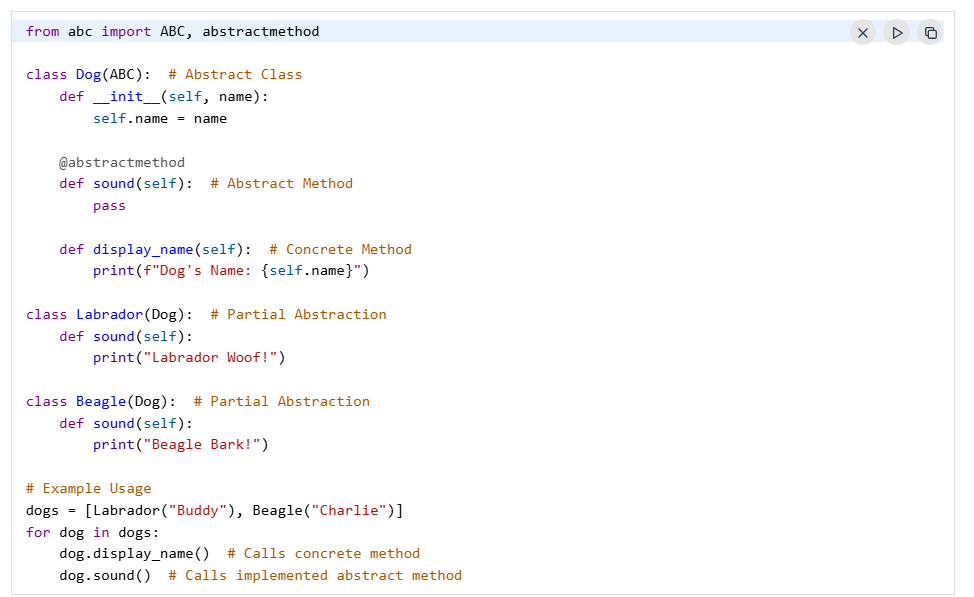 from abc import ABC, abstractmethod
class Dog(ABC):  # Abstract Class
    def __init__(self, name):
        self.name = name
    @abstractmethod
    def sound(self):  # Abstract Method
        pass
    def display_name(self):  # Concrete Method
        print(f"Dog's Name: {self.name}")
class Labrador(Dog):  # Partial Abstraction
    def sound(self):
        print("Labrador Woof!")
class Beagle(Dog):  # Partial Abstraction
    def sound(self):
        print("Beagle Bark!")
# Example Usage
dogs = [Labrador("Buddy"), Beagle("Charlie")]
for dog in dogs:
    dog.display_name()  # Calls concrete method
    dog.sound()  # Calls implemented abstract method